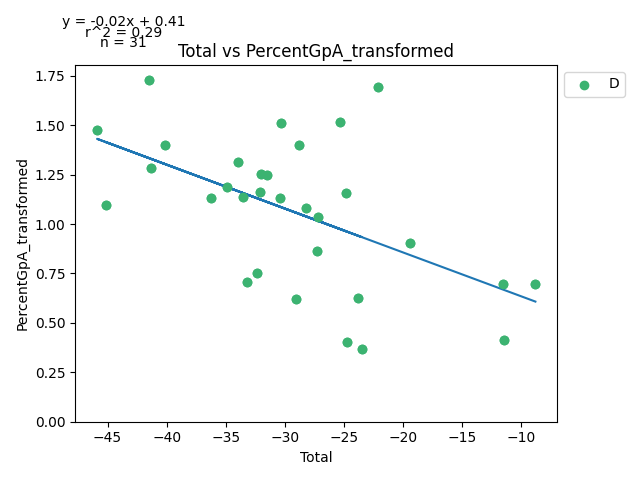 y = -0.02x + 0.41
r^2 = 0.29
n = 31
Total vs PercentGpA_transformed
D
PercentGpA_transformed
1.75
1.50
1.25
1.00
0.75
0.50
0.25
0.00
−45 −40 −35 −30 −25 −20 −15 −10
Total